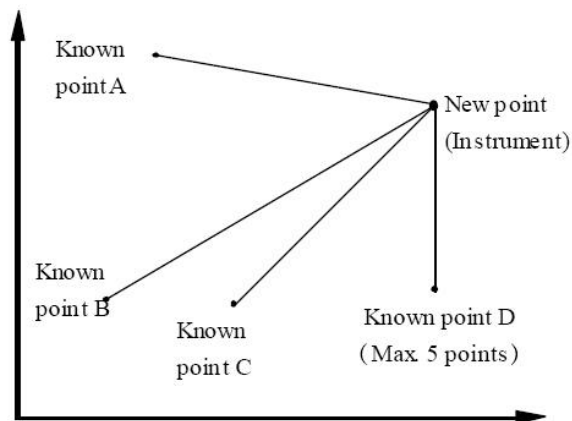 Known
point A
New point
(Instrument)
Known
point B
Known
point C
Known point D
(Max. 5 points)